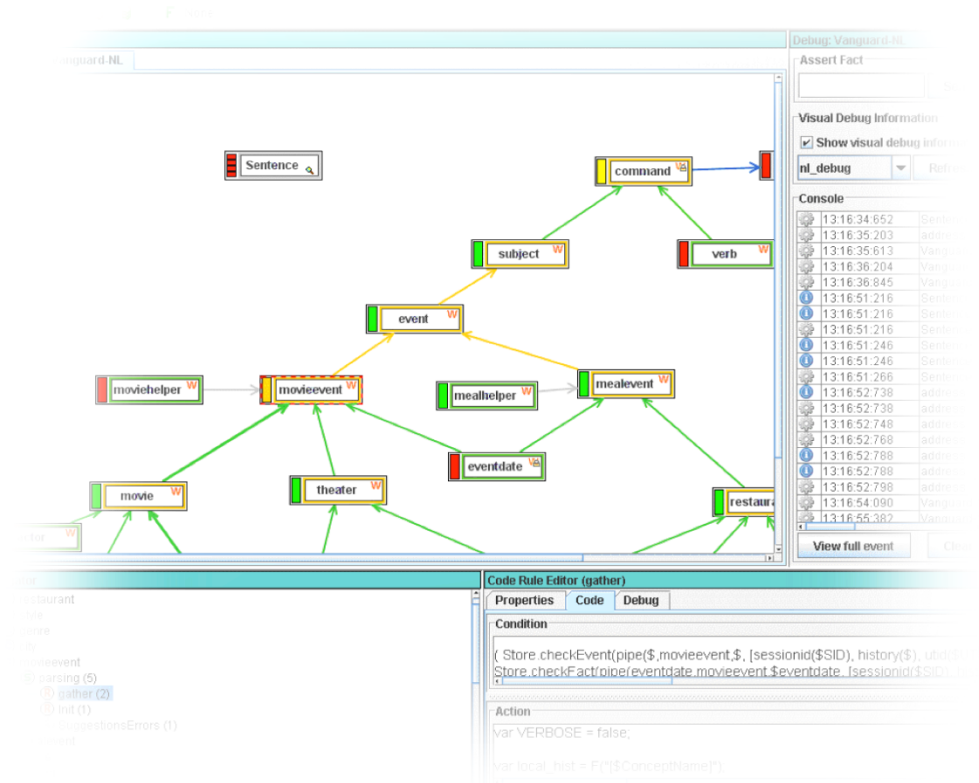 Debug: Vanguard-NL
Vanguard-NL
Assert Fact
Visual Debug Information
Show visual debug information
nl_debug
Console
13:16:34:652
13:16:35:203
13:16:35:613
13:16:36:204
13:16:36:845
13:16:51:216
13:16:51:216
13:16:51:216
13:16:51:246
13:16:51:246
13:16:51:266
13:16:52:738
13:16:52:738
13:16:52:748
13:16:52:768
13:16:52:788
13:16:52:788
13:16:52:798
13:16:54:090
13:16:55:382
View full event
Sentence
command
subject
verb
event
moviehelper
movieevent
mealhelper
mealevent
eventdate
movie
theater
restaura
parsing (5)
gather (2)
init (1)
Code Rule Editor (gather)
Properties Code Debug
Condition
( Store.checkEvent(pipe($,movieevent,$, [sessionid($SID), history($),
Store.checkFact(pipe(eventdate,movieevent,$eventdate, [sessionid($SID),
Action
var VERBOSE = false;
var local_hist = F("[$ConceptName]");